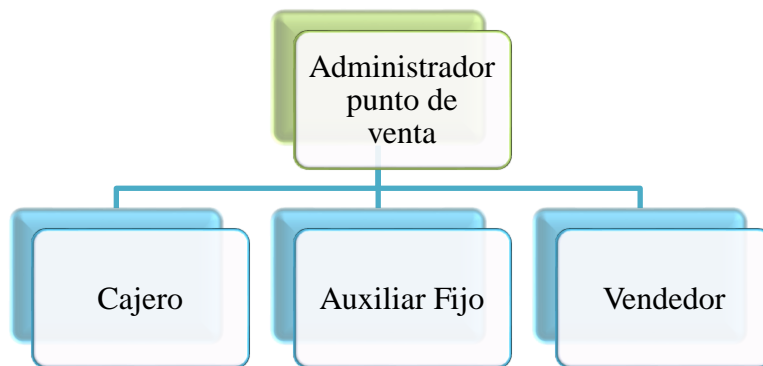 Administrador
punto de
venta
Cajero
Auxiliar Fijo
Vendedor